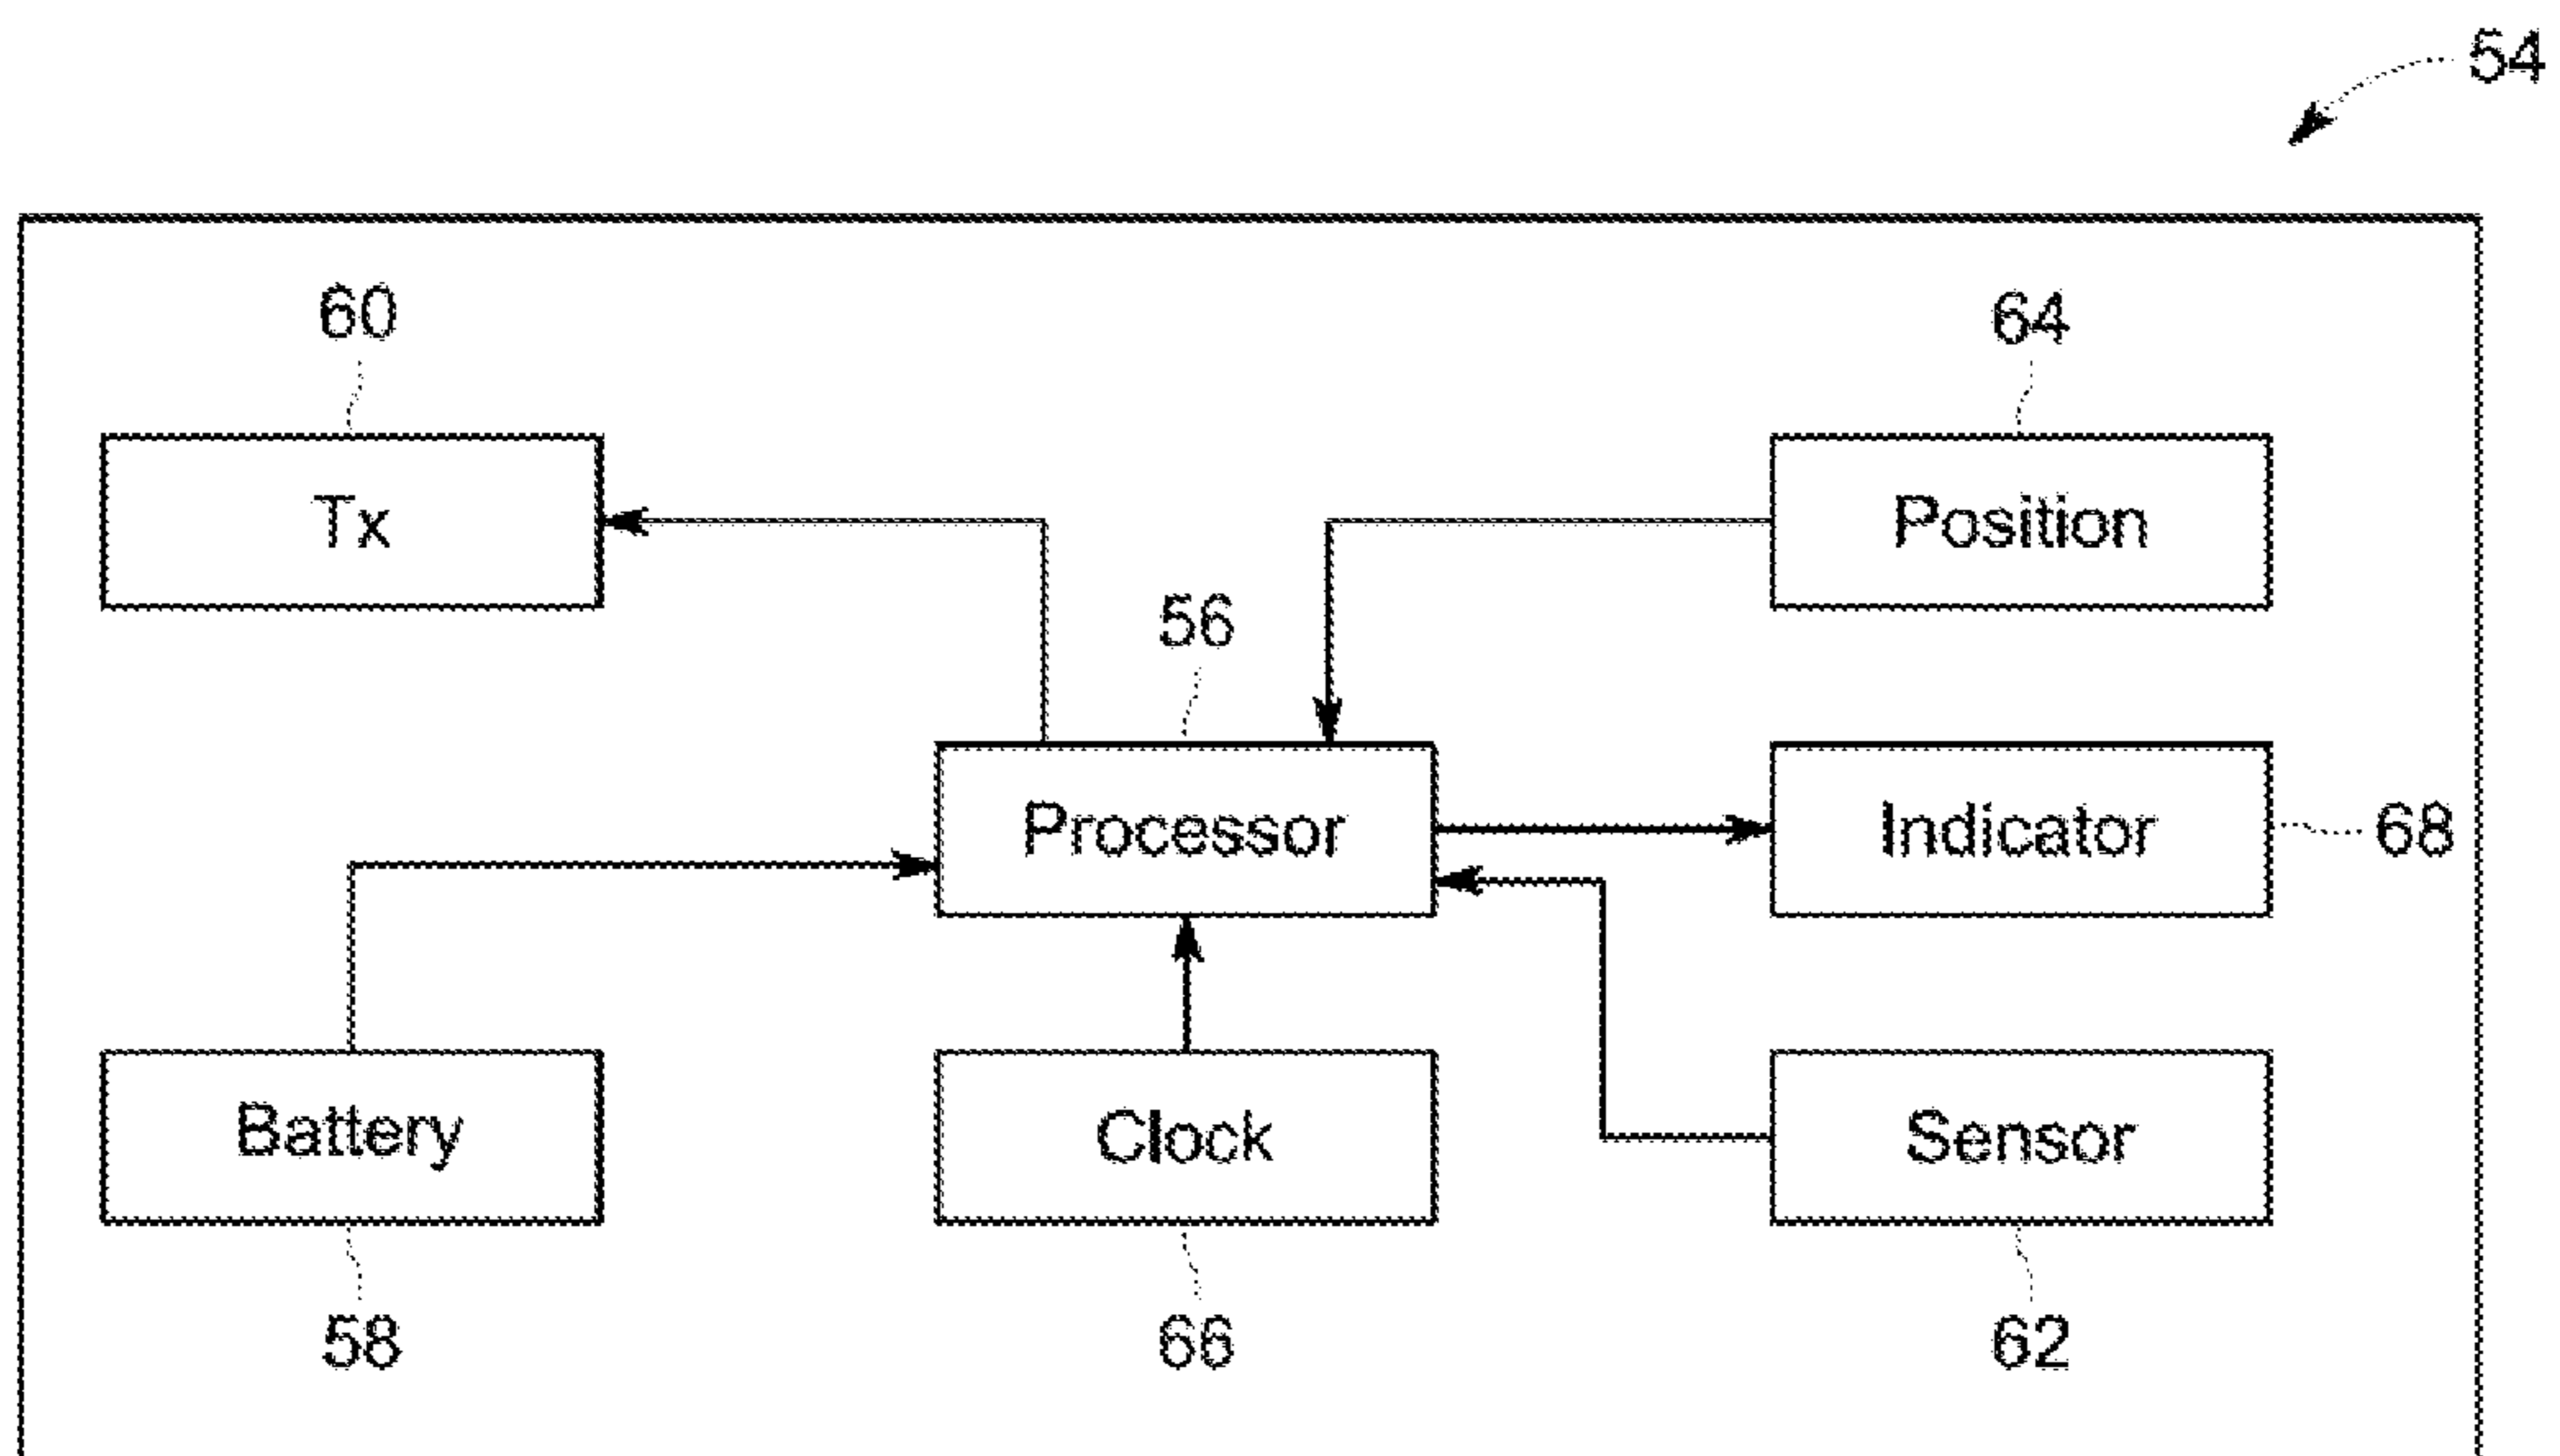 54
60
64
Tx
Position
56
Processor
Indicator
68
Battery
Clock
Sensor
58
66
62